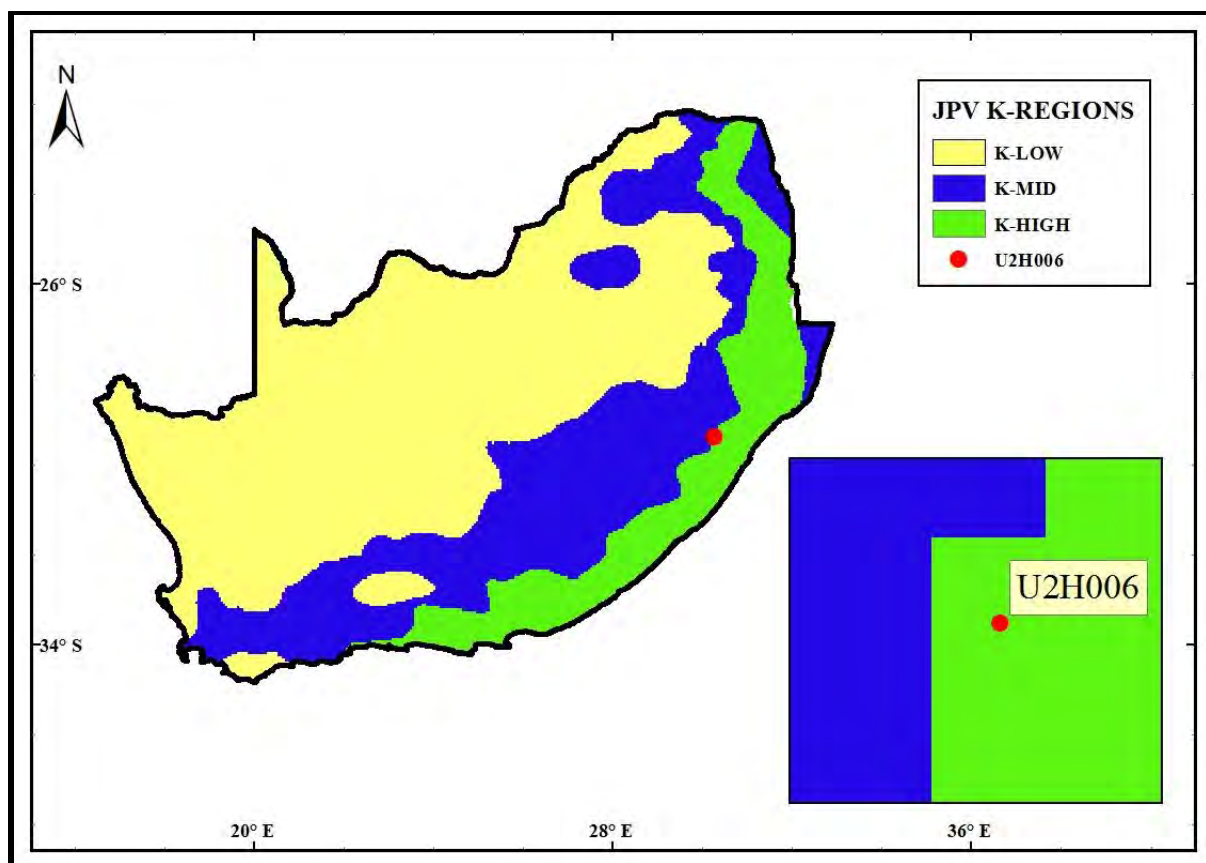 N
JPV K-REGIONS
K-LOW
K-MID
K-HIGH
U2H006
26° S
U2H006
34° S
20° E
28° E
36° E